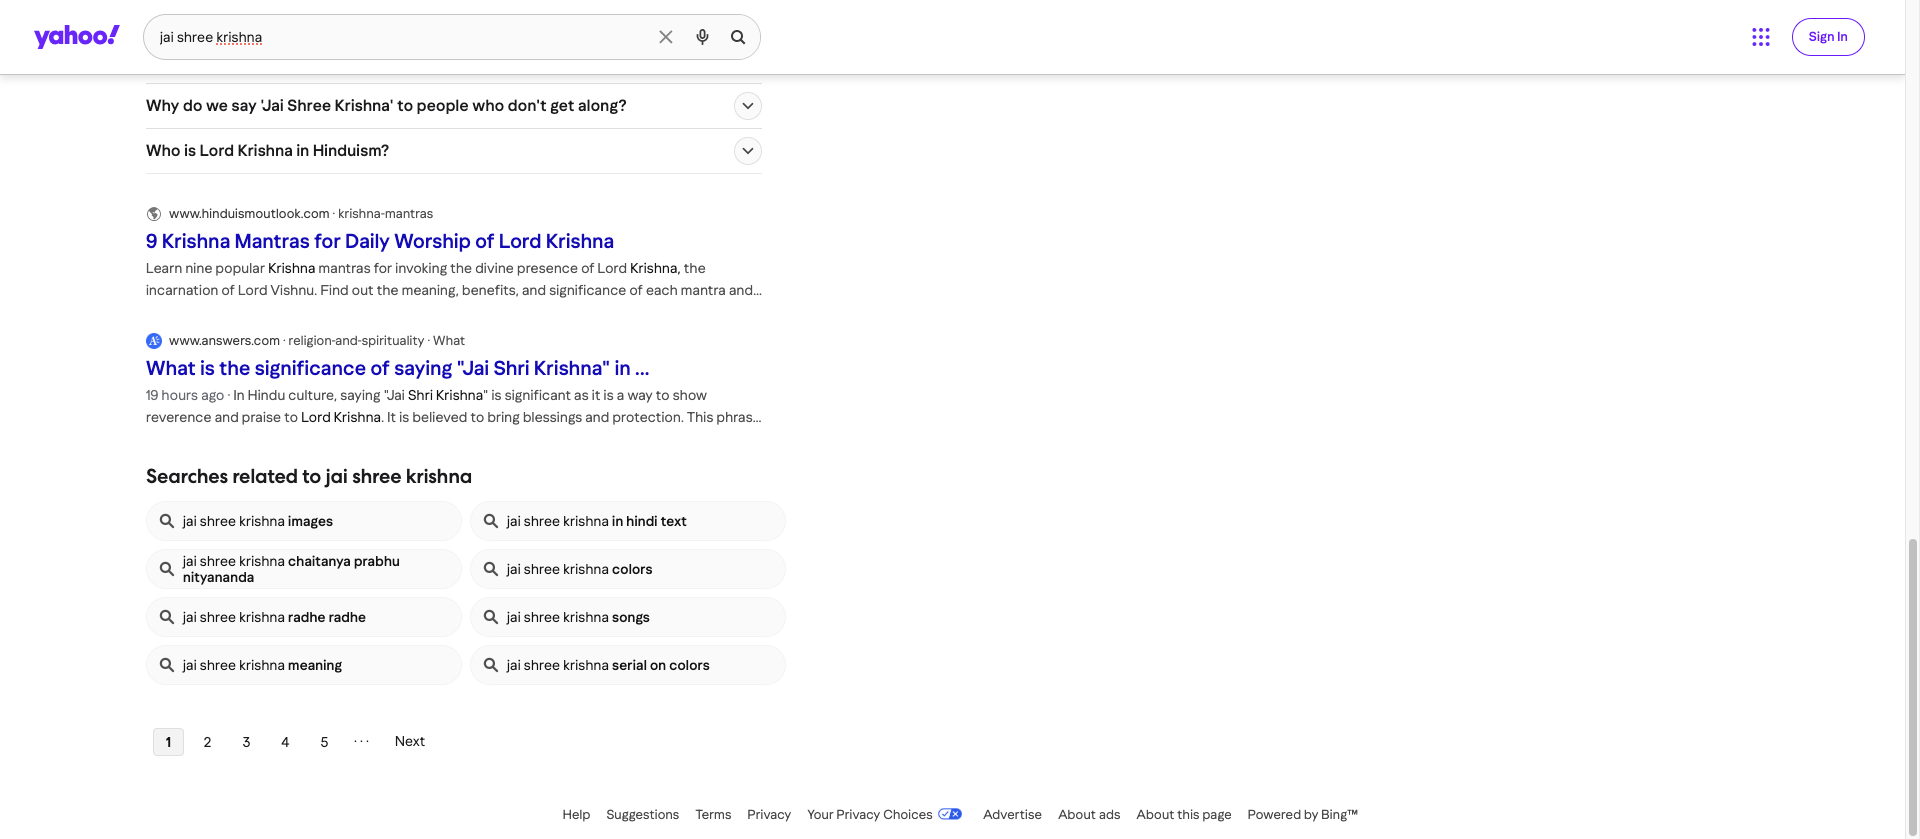 yahoo!
jai shree krishna
Sign In
Why do we say 'Jai Shree Krishna' to people who don't get along?
Who is Lord Krishna in Hinduism?
www.hinduismoutlook.com · krishna-mantras
9 Krishna Mantras for Daily Worship of Lord Krishna
Learn nine popular Krishna mantras for invoking the divine presence of Lord Krishna, the
incarnation of Lord Vishnu. Find out the meaning, benefits, and significance of each mantra and...
www.answers.com · religion-and-spirituality · What
What is the significance of saying "Jai Shri Krishna" in ...
19 hours ago · In Hindu culture, saying "Jai Shri Krishna" is significant as it is a way to show
reverence and praise to Lord Krishna. It is believed to bring blessings and protection. This phras...
Searches related to jai shree krishna
jai shree krishna images
jai shree krishna in hindi text
jai shree krishna chaitanya prabhu
nityananda
jai shree krishna colors
jai shree krishna radhe radhe
jai shree krishna songs
jai shree krishna meaning
jai shree krishna serial on colors
1 2 3 4 5 ··· Next
Help Suggestions Terms Privacy Your Privacy Choices Advertise About ads About this page Powered by Bing™